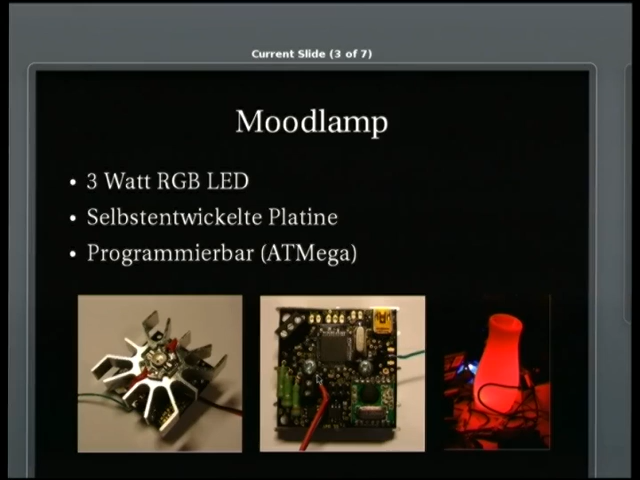 Current Slide (3 of 7)
Moodlamp
• 3 Watt RGB LED
• Selbstentwickelte Platine
• Programmierbar (ATMega)